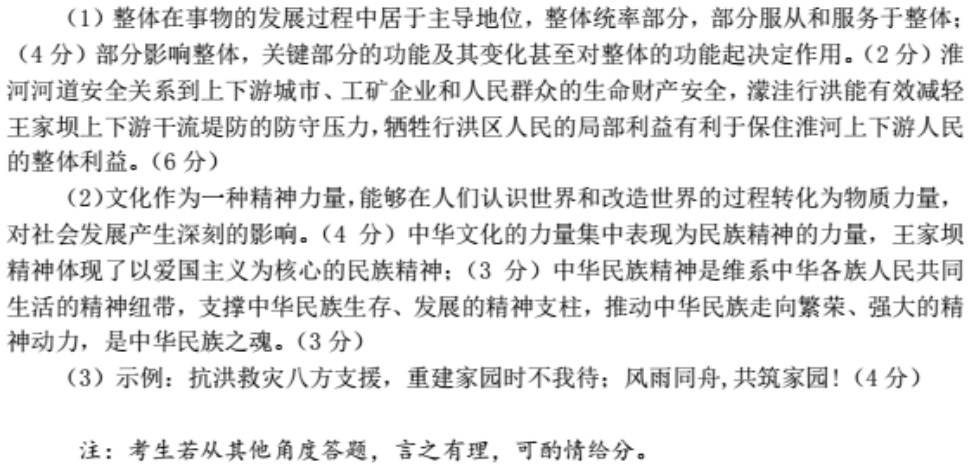 （1）整体在事物的发展过程中居于主导地位，整体统率部分，部分服从和服务于整体；
（4 分）部分影响整体，关键部分的功能及其变化甚至对整体的功能起决定作用。（2 分）淮
河河道安全关系到上下游城市、工矿企业和人民群众的生命财产安全，濛洼行洪能有效减轻
王家坝上下游干流堤防的防守压力，牺牲行洪区人民的局部利益有利于保住淮河上下游人民
的整体利益。（6 分）
（2）文化作为一种精神力量，能够在人们认识世界和改造世界的过程转化为物质力量，
对社会发展产生深刻的影响。（4 分）中华文化的力量集中表现为民族精神的力量，王家坝
精神体现了以爱国主义为核心的民族精神；（3 分）中华民族精神是维系中华各族人民共同
生活的精神纽带，支撑中华民族生存、发展的精神支柱，推动中华民族走向繁荣、强大的精
神动力，是中华民族之魂。（3 分）
（3）示例：抗洪救灾八方支援，重建家园时不我待；风雨同舟,共筑家园！（4 分）
注：考生若从其他角度答题，言之有理，可酌情给分。